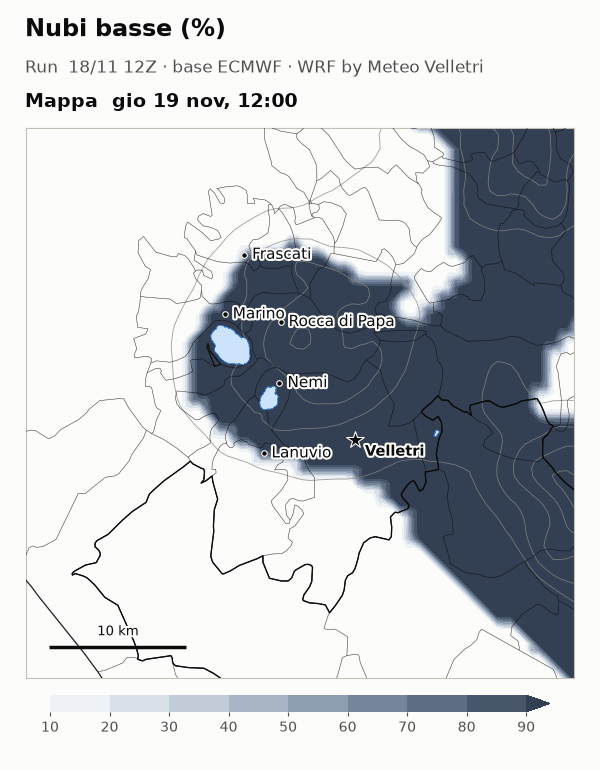 Nubi basse (%)
Run  18/11 12Z · base ECMWF · WRF by Meteo Velletri
Mappa  gio 19 nov, 12:00
Frascati
Marino
Rocca di Papa
Nemi
Velletri
Lanuvio
10 km
10 20 30 40 50 60 70 80 90